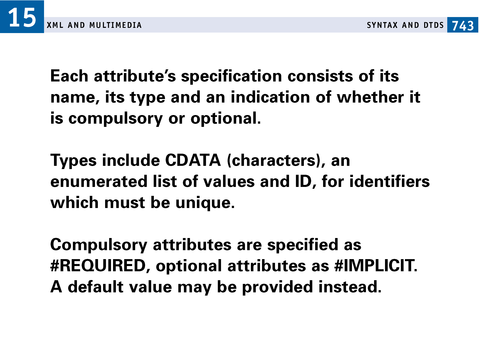 15
XML AND MULTIMEDIA
SYNTAX AND DTDS 743
Each attribute's specification consists of its
name, its type and an indication of whether it
is compulsory or optional.
Types include CDATA (characters), an
enumerated list of values and ID, for identifiers
which must be unique.
Compulsory attributes are specified as
#REQUIRED, optional attributes as #IMPLICIT.
A default value may be provided instead.